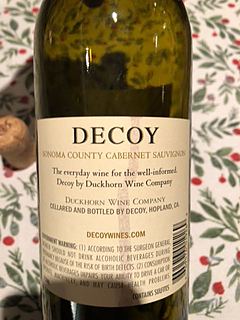 DECOY
SONOMA COUNTY CABERNET SAUVIGNON
The everyday wine for the well-informed.
Decoy by Duckhorn Wine Company
DUCKHORN WINE COMPANY
CELLARED AND BOTTLED BY DECOY, HOPLAND, CA
DECOYWINES.COM
GOVERNMENT WARNING: (1) ACCORDING TO THE SURGEON GENERAL,
WOMEN SHOULD NOT DRINK ALCOHOLIC BEVERAGES DURING
PREGNANCY BECAUSE OF THE RISK OF BIRTH DEFECTS. (2) CONSUMPTION
OF ALCOHOLIC BEVERAGES IMPAIRS YOUR ABILITY TO DRIVE A CAR OR
OPERATE MACHINERY, AND MAY CAUSE HEALTH PROBLEMS
CONTAINS SULFITES